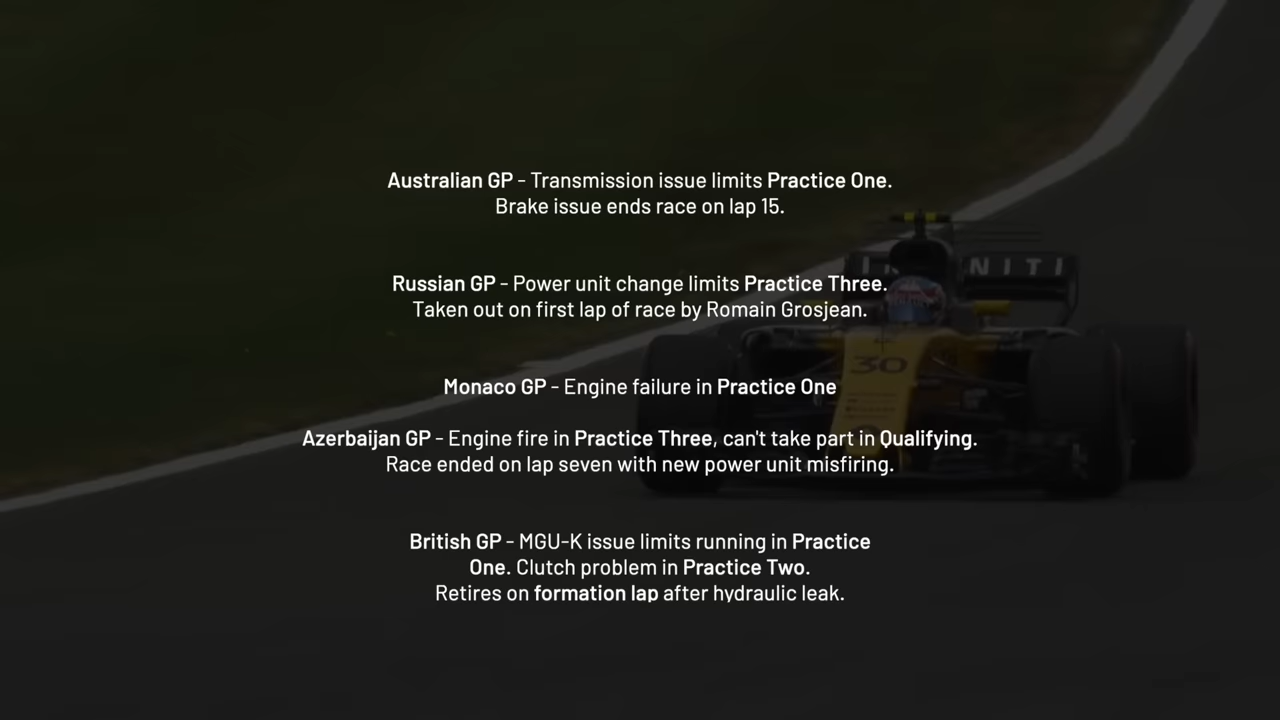 Australian GP - Transmission issue limits Practice One.
Brake issue ends race on lap 15.
Russian GP - Power unit change limits Practice Three.
Taken out on first lap of race by Romain Grosjean.
Monaco GP - Engine failure in Practice One
Azerbaijan GP - Engine fire in Practice Three, can't take part in Qualifying.
Race ended on lap seven with new power unit misfiring.
British GP - MGU-K issue limits running in Practice
One. Clutch problem in Practice Two.
Retires on formation lap after hydraulic leak.
30